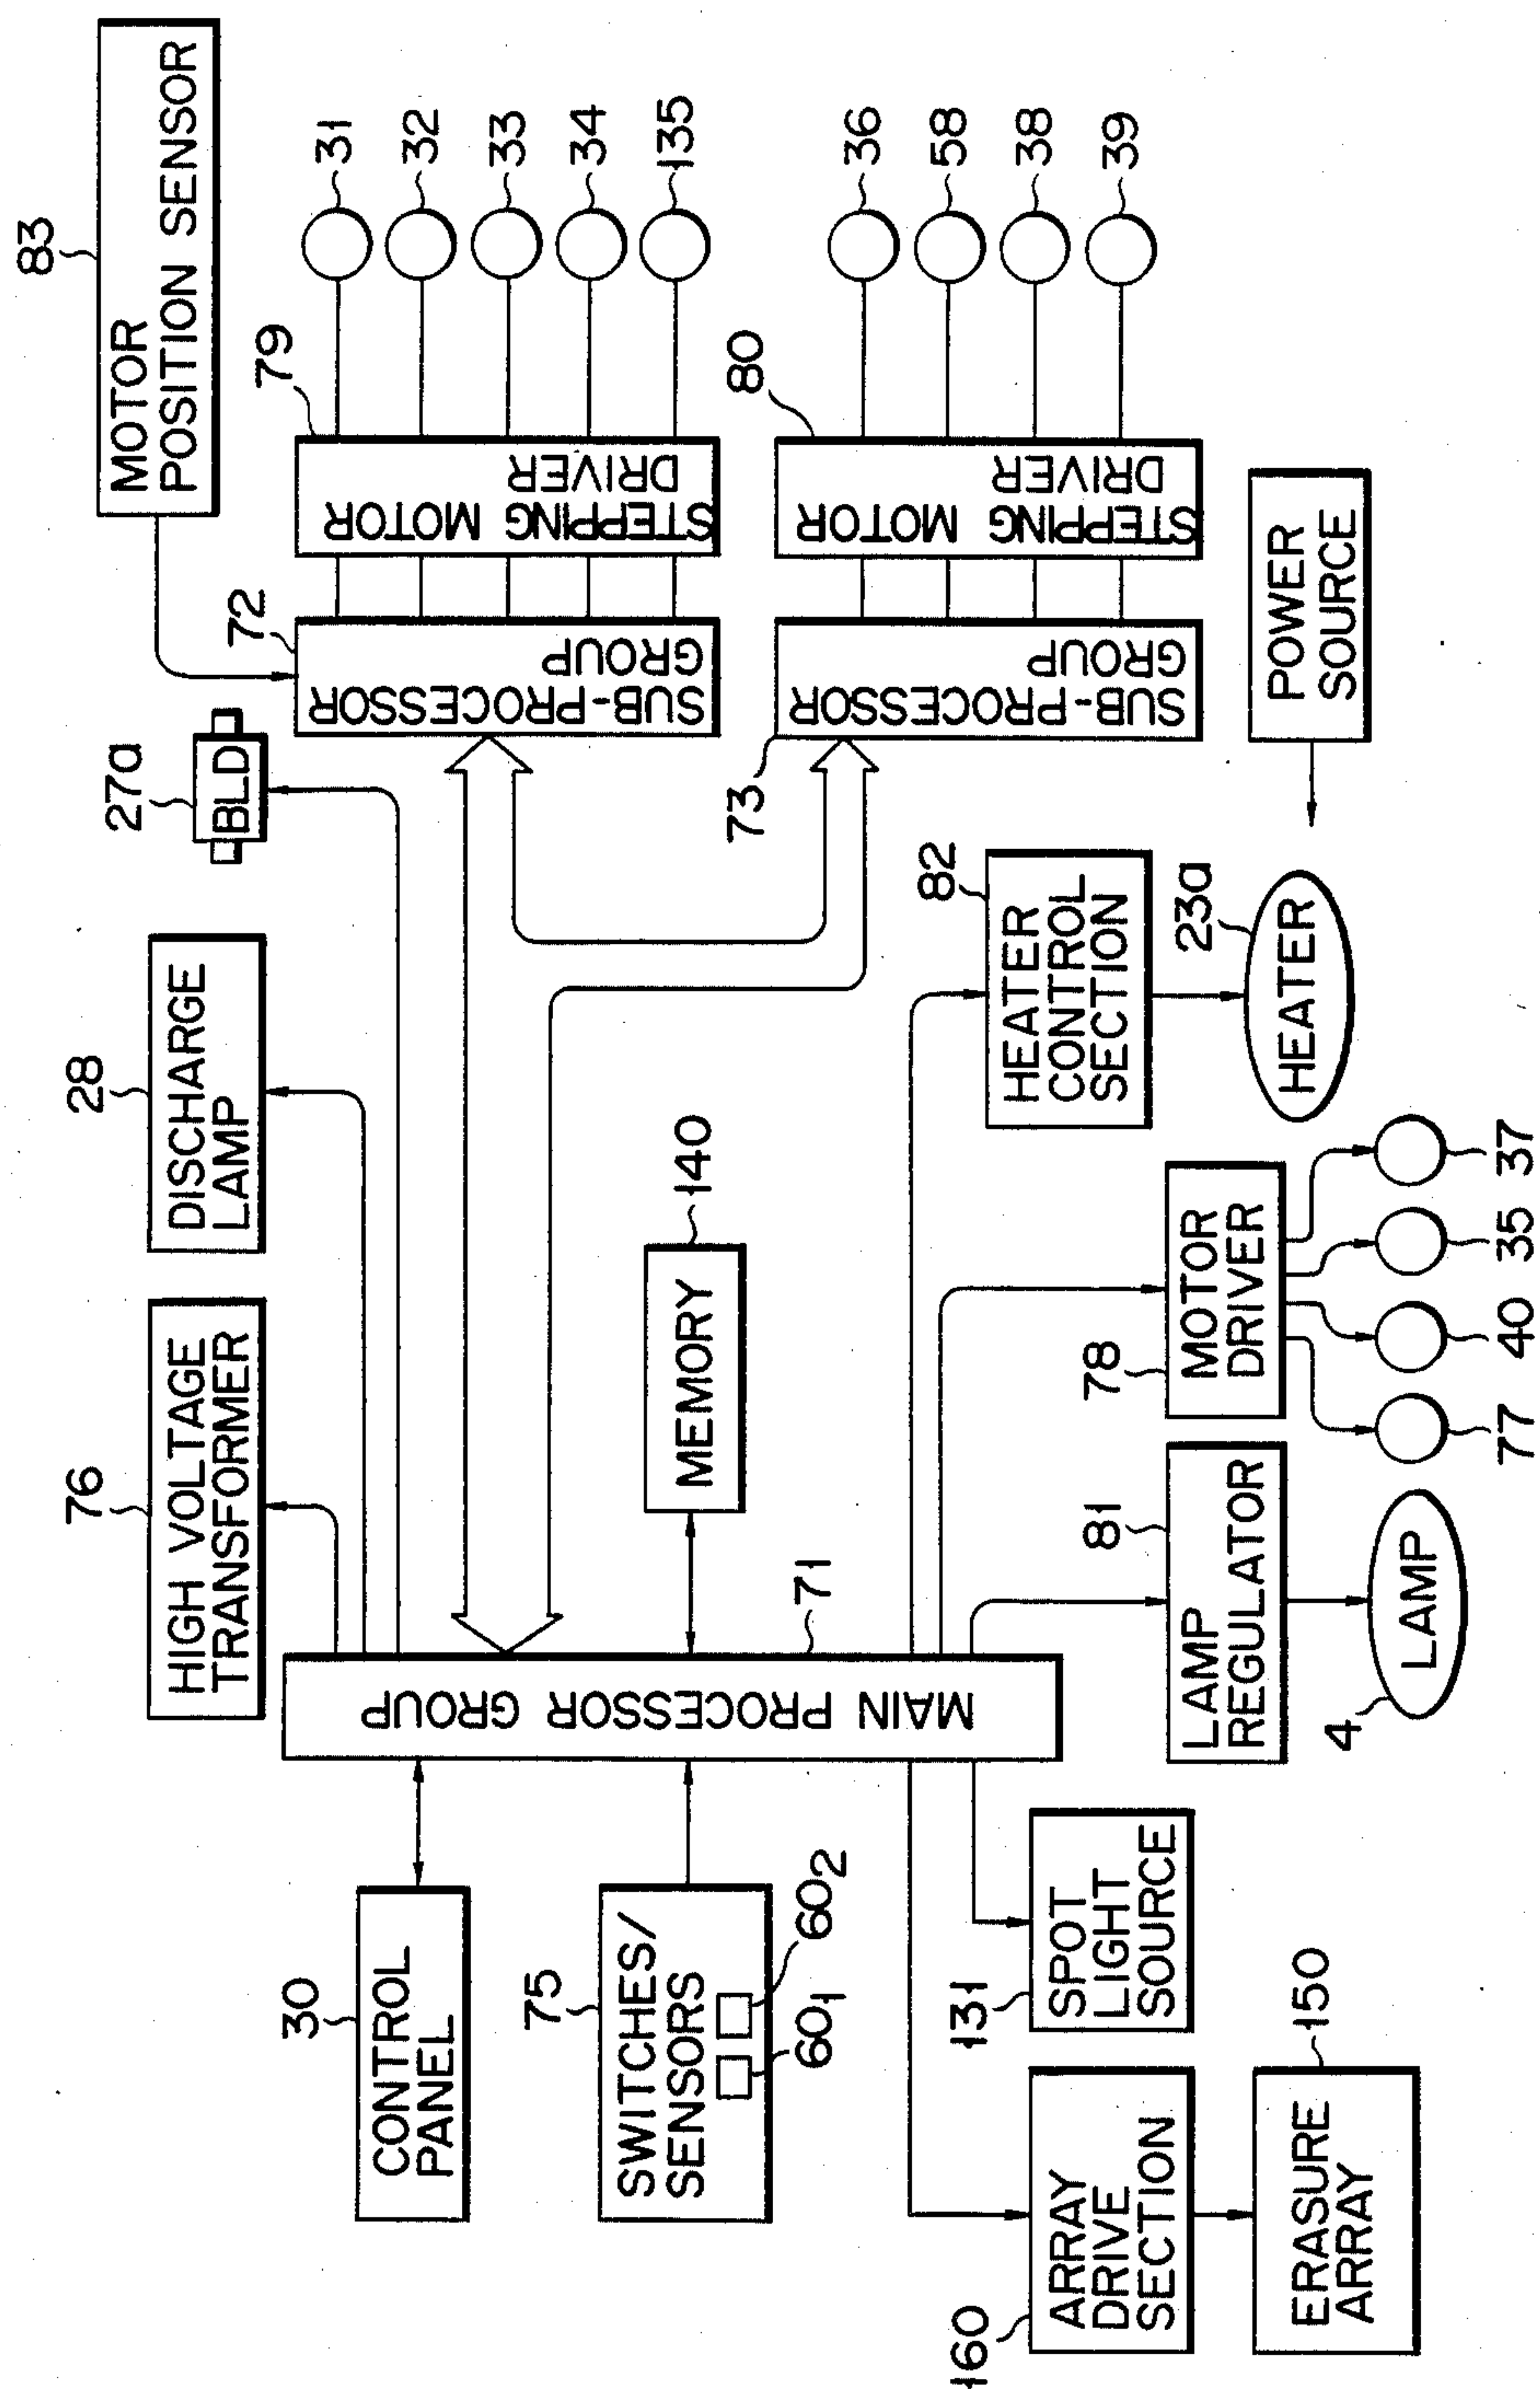 30
CONTROL
PANEL
75
SWITCHES/
SENSORS
60₁
60₂
160
ARRAY
DRIVE
SECTION
ERASURE
ARRAY
150
131
SPOT
LIGHT
SOURCE
MAIN PROCESSOR GROUP
71
76
HIGH VOLTAGE
TRANSFORMER
28
DISCHARGE
LAMP
27a
BLD
MEMORY
140
81
LAMP
REGULATOR
4
LAMP
78
MOTOR
DRIVER
77
40
35
37
82
HEATER
CONTROL
SECTION
23a
HEATER
POWER
SOURCE
83
MOTOR
POSITION SENSOR
72
SUB-PROCESSOR
GROUP
79
STEPPING MOTOR
DRIVER
31
32
33
34
135
73
SUB-PROCESSOR
GROUP
80
STEPPING MOTOR
DRIVER
36
58
38
39